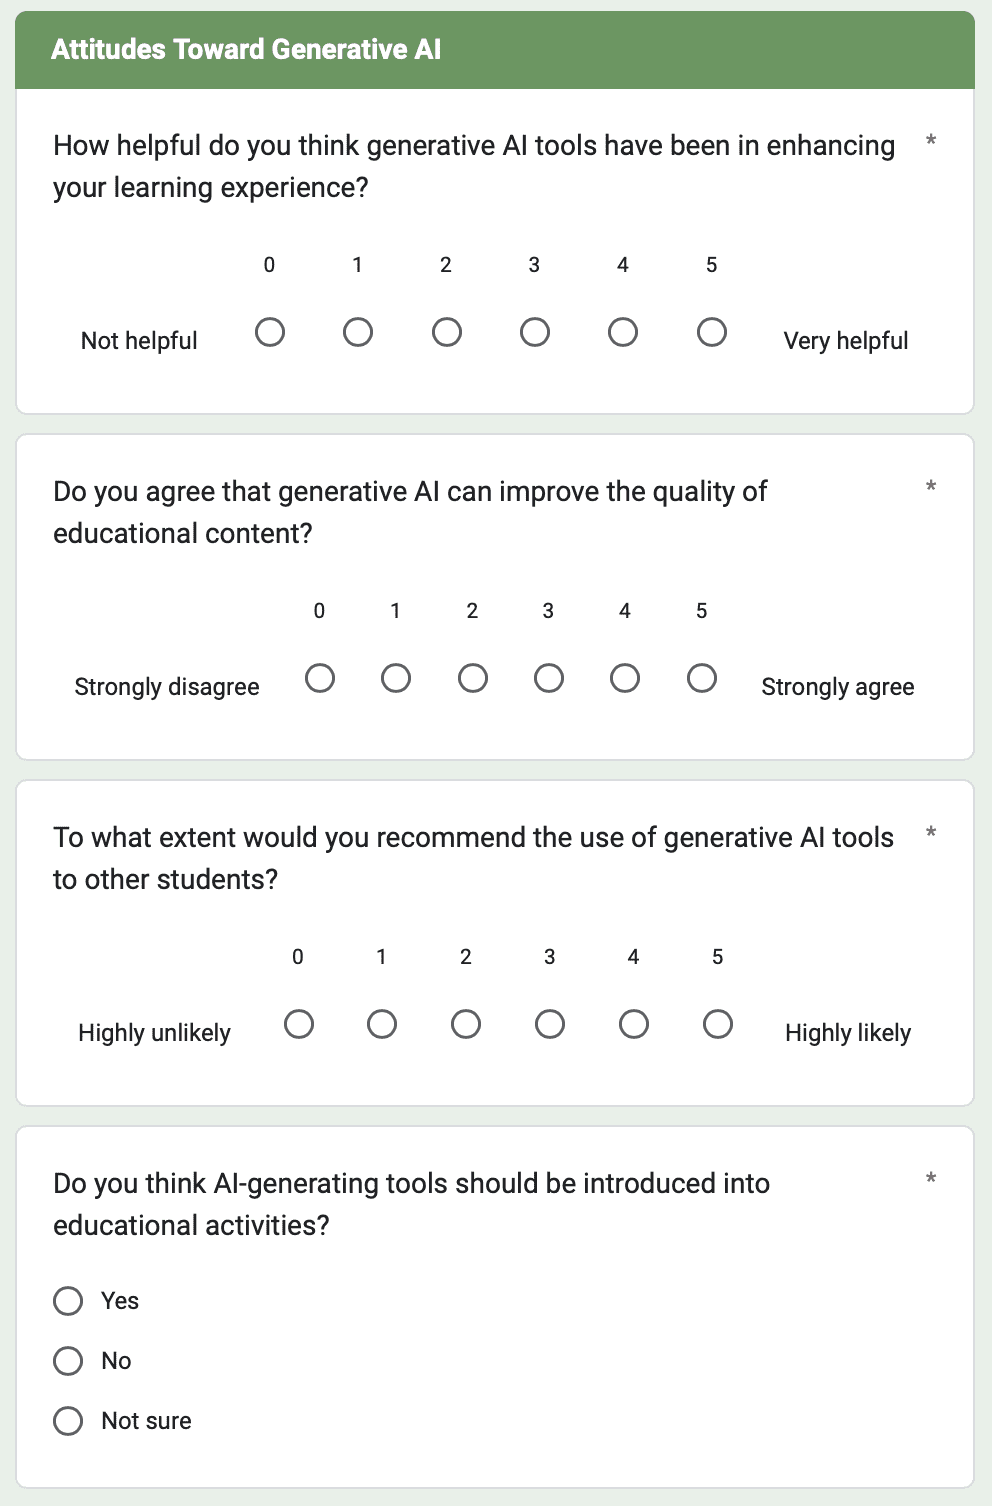 Attitudes Toward Generative AI
How helpful do you think generative AI tools have been in enhancing *
your learning experience?
0 1 2 3 4 5
Not helpful Very helpful
Do you agree that generative AI can improve the quality of *
educational content?
0 1 2 3 4 5
Strongly disagree Strongly agree
To what extent would you recommend the use of generative AI tools *
to other students?
0 1 2 3 4 5
Highly unlikely Highly likely
Do you think AI-generating tools should be introduced into *
educational activities?
Yes
No
Not sure